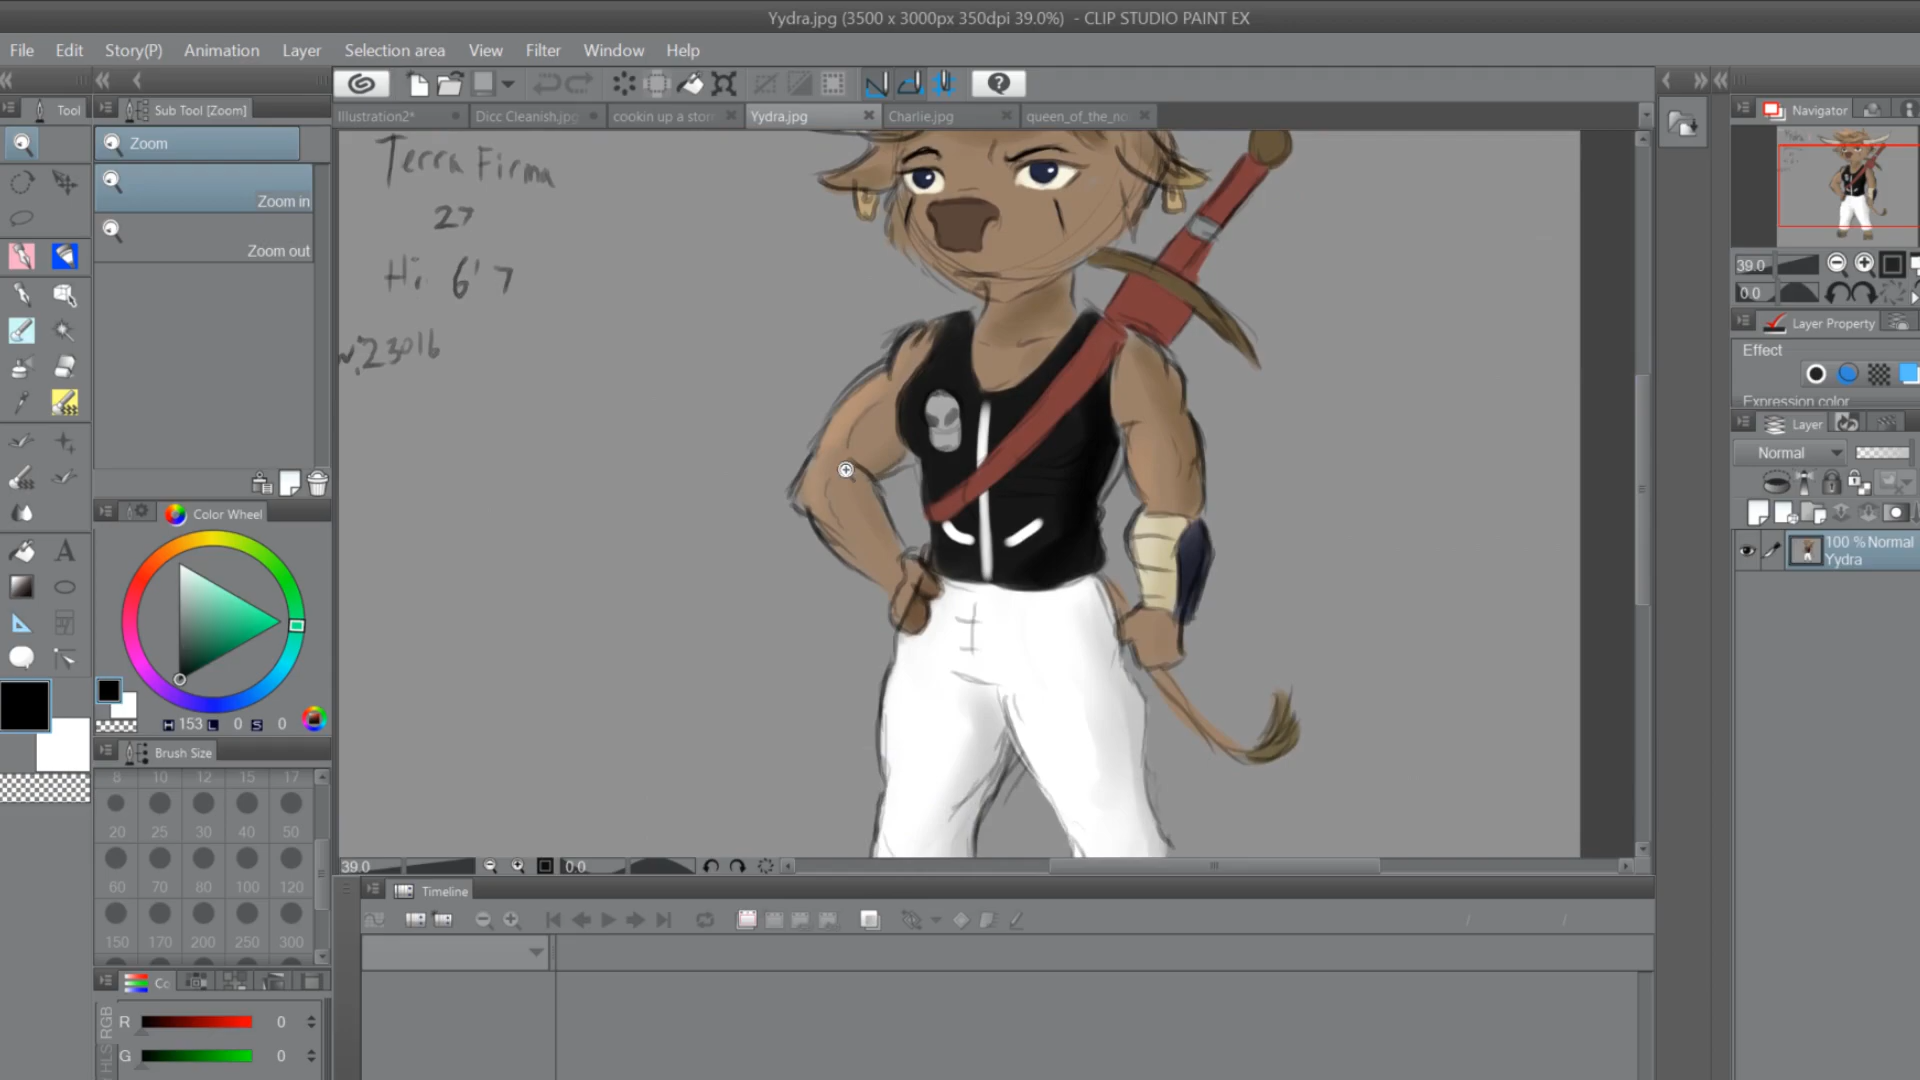 Yydra.jpg (3500 x 3000px 350dpi 39.0%)  - CLIP STUDIO PAINT EX
File Edit Story(P) Animation Layer Selection area View Filter Window Help
Tool
Sub Tool [Zoom]
Illustration2*
Dicc Cleanish.jpg
cookin up a stor
Yydra.jpg
Charlie.jpg
queen_of_the_no
Navigator
Zoom
Zoom in
Zoom out
Terra Firma
27
Hi. 6'7
39.0
0.0
Layer Property
Effect
Expression color
Layer
Normal
100 % Normal
Yydra
Color Wheel
H 153 L 0 S 0
Brush Size
8 10 12 15 17
20 25 30 40 50
60 70 80 100 120
150 170 200 250 300
39.0
0.0
Timeline
Co
RGB
R 0
HLS
G 0